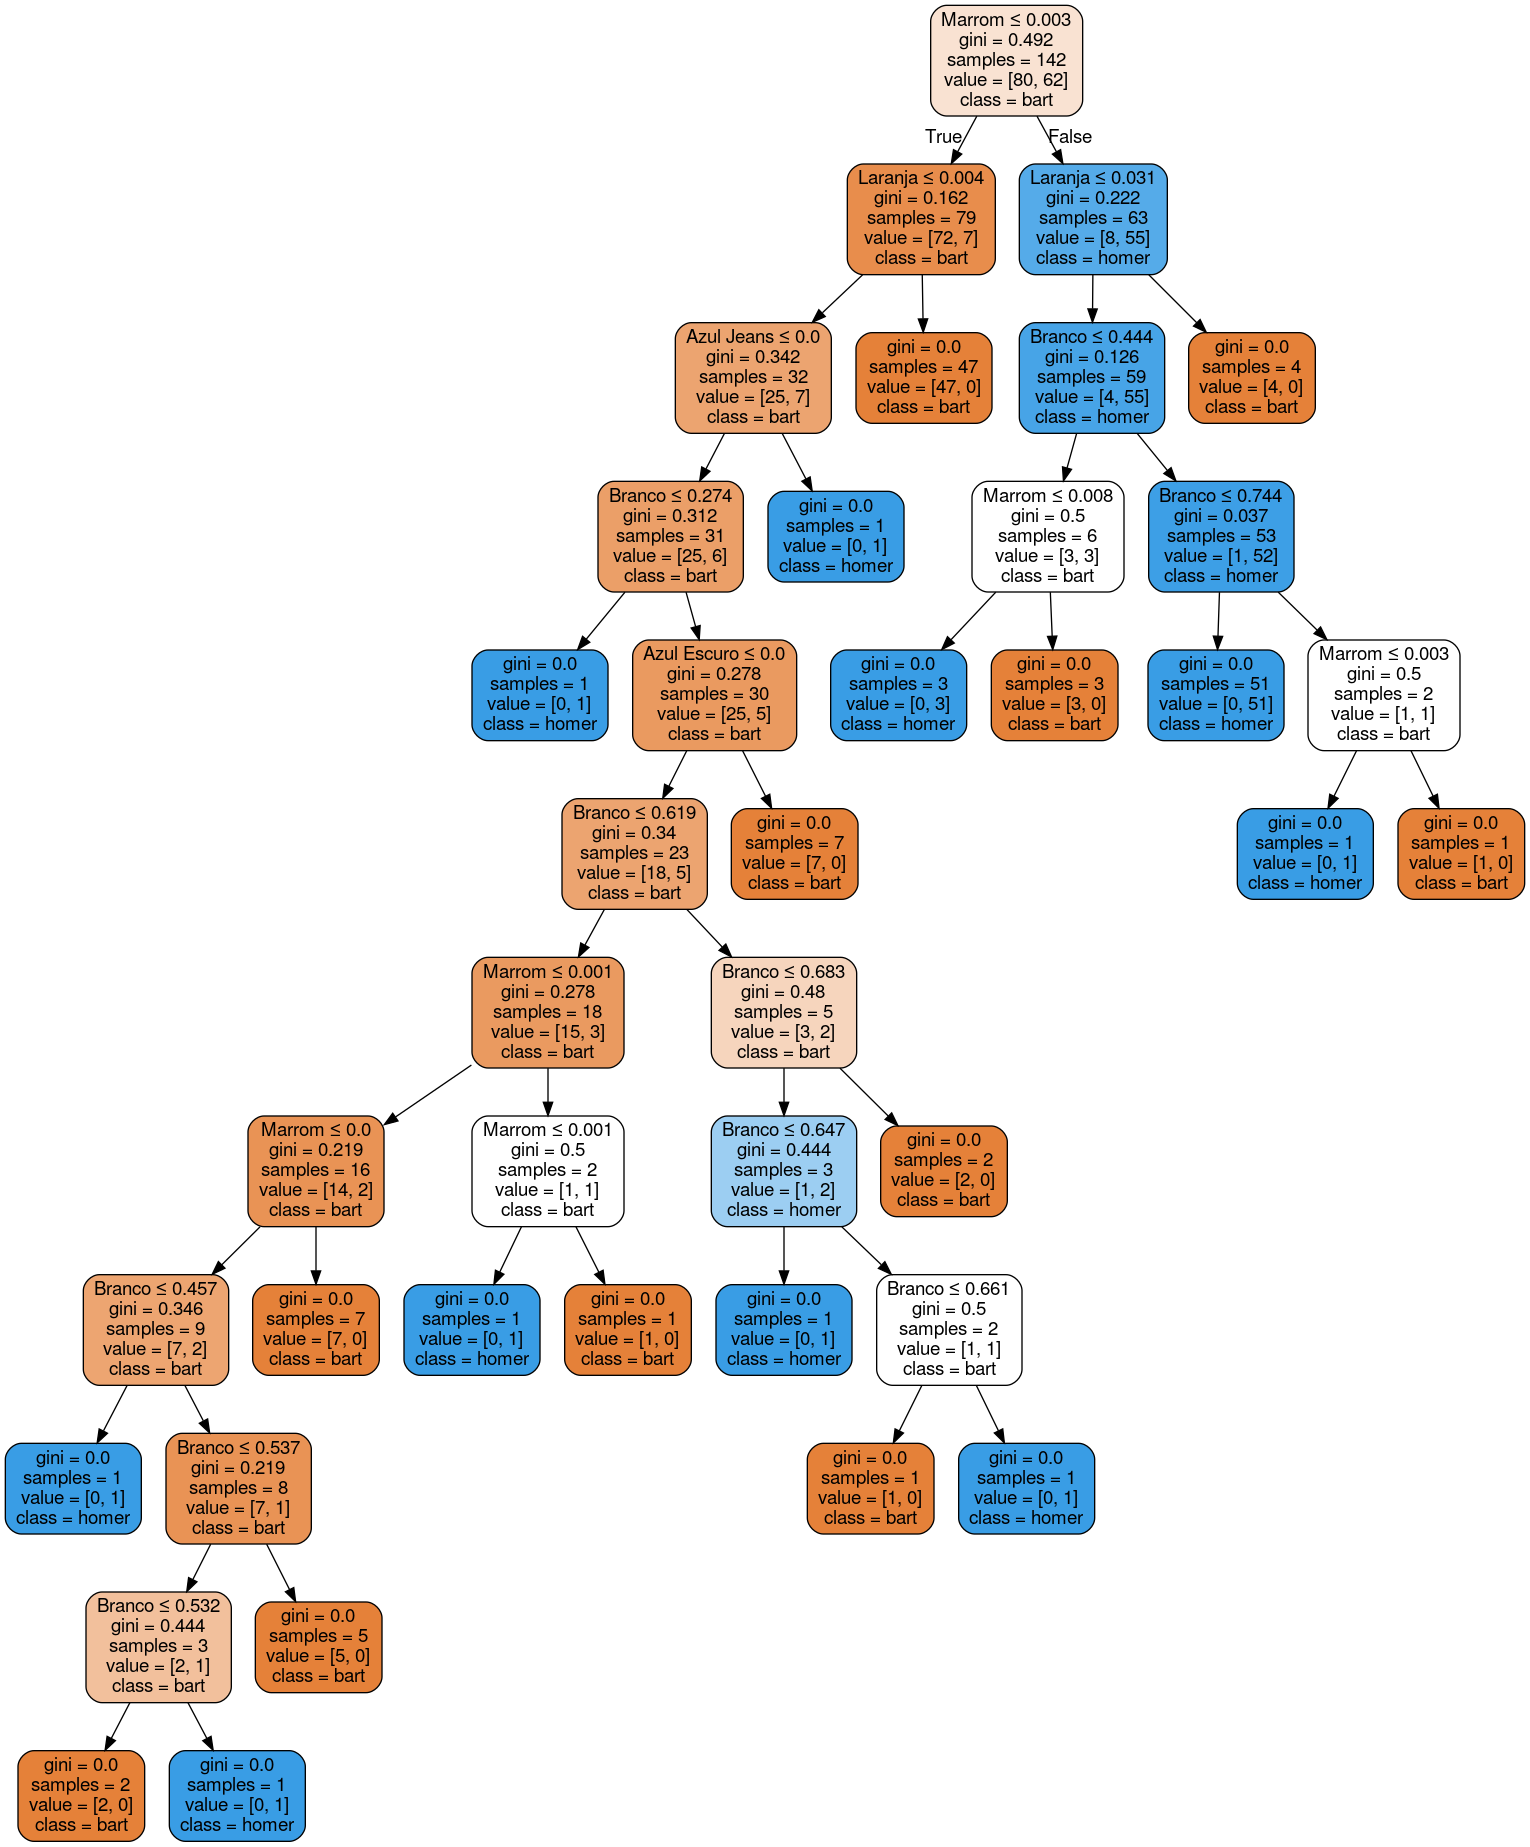 Marrom ≤ 0.003
gini = 0.492
samples = 142
value = [80, 62]
class = bart
True
False
Laranja ≤ 0.004
gini = 0.162
samples = 79
value = [72, 7]
class = bart
Laranja ≤ 0.031
gini = 0.222
samples = 63
value = [8, 55]
class = homer
Azul Jeans ≤ 0.0
gini = 0.342
samples = 32
value = [25, 7]
class = bart
gini = 0.0
samples = 47
value = [47, 0]
class = bart
Branco ≤ 0.444
gini = 0.126
samples = 59
value = [4, 55]
class = homer
gini = 0.0
samples = 4
value = [4, 0]
class = bart
Branco ≤ 0.274
gini = 0.312
samples = 31
value = [25, 6]
class = bart
gini = 0.0
samples = 1
value = [0, 1]
class = homer
Marrom ≤ 0.008
gini = 0.5
samples = 6
value = [3, 3]
class = bart
Branco ≤ 0.744
gini = 0.037
samples = 53
value = [1, 52]
class = homer
gini = 0.0
samples = 1
value = [0, 1]
class = homer
Azul Escuro ≤ 0.0
gini = 0.278
samples = 30
value = [25, 5]
class = bart
gini = 0.0
samples = 3
value = [0, 3]
class = homer
gini = 0.0
samples = 3
value = [3, 0]
class = bart
gini = 0.0
samples = 51
value = [0, 51]
class = homer
Marrom ≤ 0.003
gini = 0.5
samples = 2
value = [1, 1]
class = bart
Branco ≤ 0.619
gini = 0.34
samples = 23
value = [18, 5]
class = bart
gini = 0.0
samples = 7
value = [7, 0]
class = bart
gini = 0.0
samples = 1
value = [0, 1]
class = homer
gini = 0.0
samples = 1
value = [1, 0]
class = bart
Marrom ≤ 0.001
gini = 0.278
samples = 18
value = [15, 3]
class = bart
Branco ≤ 0.683
gini = 0.48
samples = 5
value = [3, 2]
class = bart
Marrom ≤ 0.0
gini = 0.219
samples = 16
value = [14, 2]
class = bart
Marrom ≤ 0.001
gini = 0.5
samples = 2
value = [1, 1]
class = bart
Branco ≤ 0.647
gini = 0.444
samples = 3
value = [1, 2]
class = homer
gini = 0.0
samples = 2
value = [2, 0]
class = bart
Branco ≤ 0.457
gini = 0.346
samples = 9
value = [7, 2]
class = bart
gini = 0.0
samples = 7
value = [7, 0]
class = bart
gini = 0.0
samples = 1
value = [0, 1]
class = homer
gini = 0.0
samples = 1
value = [1, 0]
class = bart
gini = 0.0
samples = 1
value = [0, 1]
class = homer
Branco ≤ 0.661
gini = 0.5
samples = 2
value = [1, 1]
class = bart
gini = 0.0
samples = 1
value = [0, 1]
class = homer
Branco ≤ 0.537
gini = 0.219
samples = 8
value = [7, 1]
class = bart
gini = 0.0
samples = 1
value = [1, 0]
class = bart
gini = 0.0
samples = 1
value = [0, 1]
class = homer
Branco ≤ 0.532
gini = 0.444
samples = 3
value = [2, 1]
class = bart
gini = 0.0
samples = 5
value = [5, 0]
class = bart
gini = 0.0
samples = 2
value = [2, 0]
class = bart
gini = 0.0
samples = 1
value = [0, 1]
class = homer